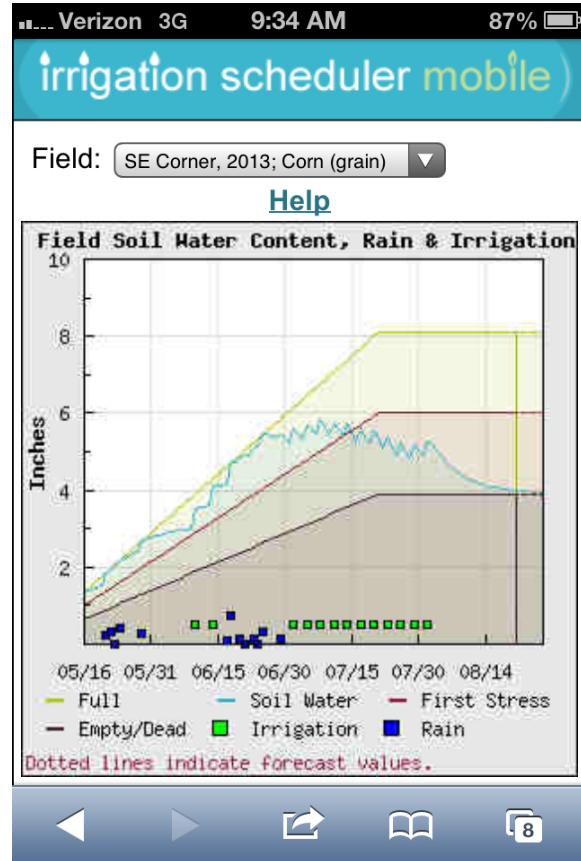 Verizon 3G 9:34 AM 87%
irrigation scheduler mobile
Field: SE Corner, 2013; Corn (grain)
Help
Field Soil Water Content, Rain & Irrigation
10
8
6
4
2
Inches
05/16 05/31 06/15 06/30 07/15 07/30 08/14
Full Soil Water First Stress
Empty/Dead Irrigation Rain
Dotted lines indicate forecast values.
8